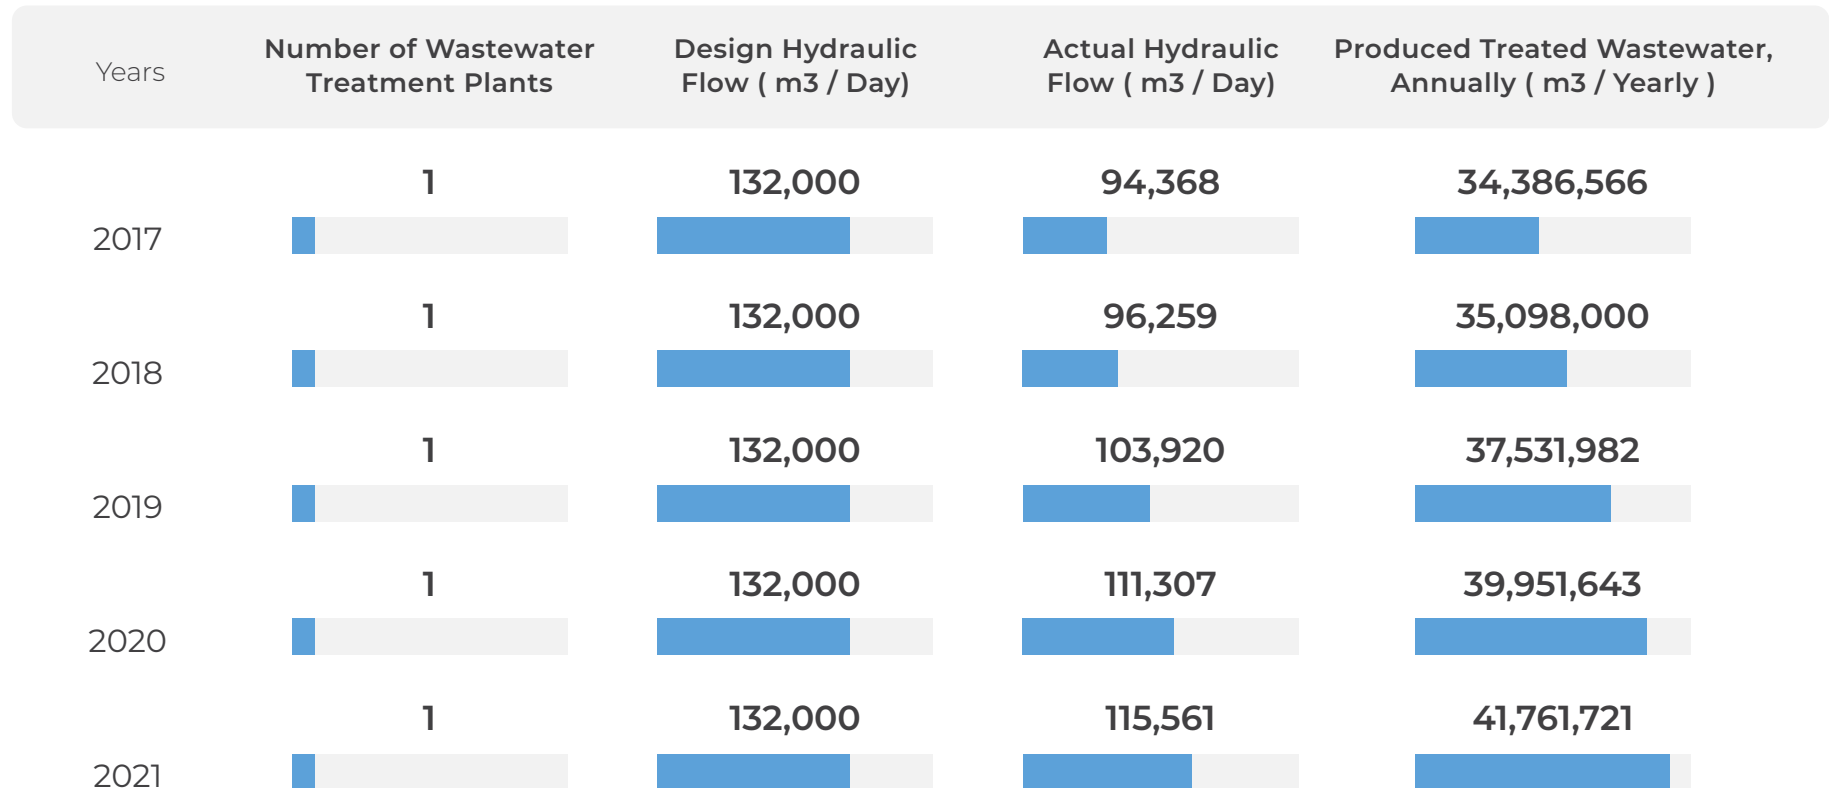 Years
Number of Wastewater
Treatment Plants
Design Hydraulic
Flow ( m3 / Day)
Actual Hydraulic
Flow ( m3 / Day)
Produced Treated Wastewater,
Annually ( m3 / Yearly )
2017
1
132,000
94,368
34,386,566
2018
1
132,000
96,259
35,098,000
2019
1
132,000
103,920
37,531,982
2020
1
132,000
111,307
39,951,643
2021
1
132,000
115,561
41,761,721